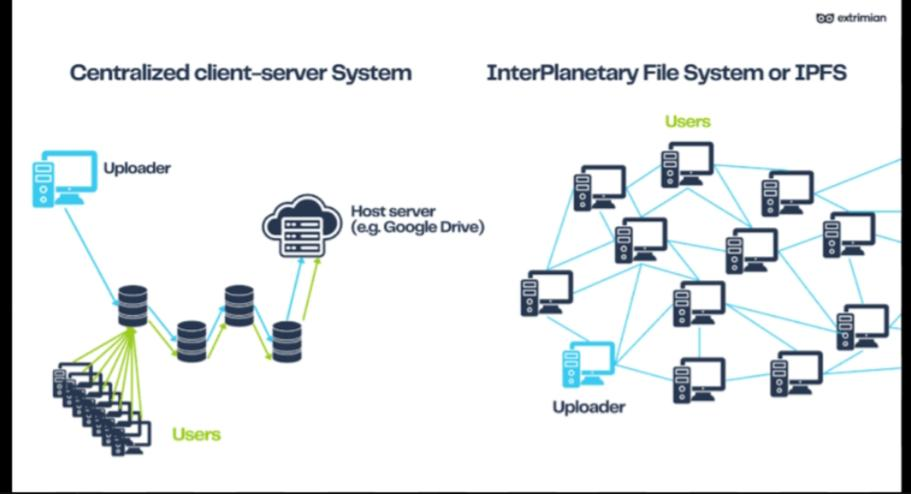 extrimian
Centralized client-server System
InterPlanetary File System or IPFS
Users
Uploader
Host server
(e.g. Google Drive)
Uploader
Users